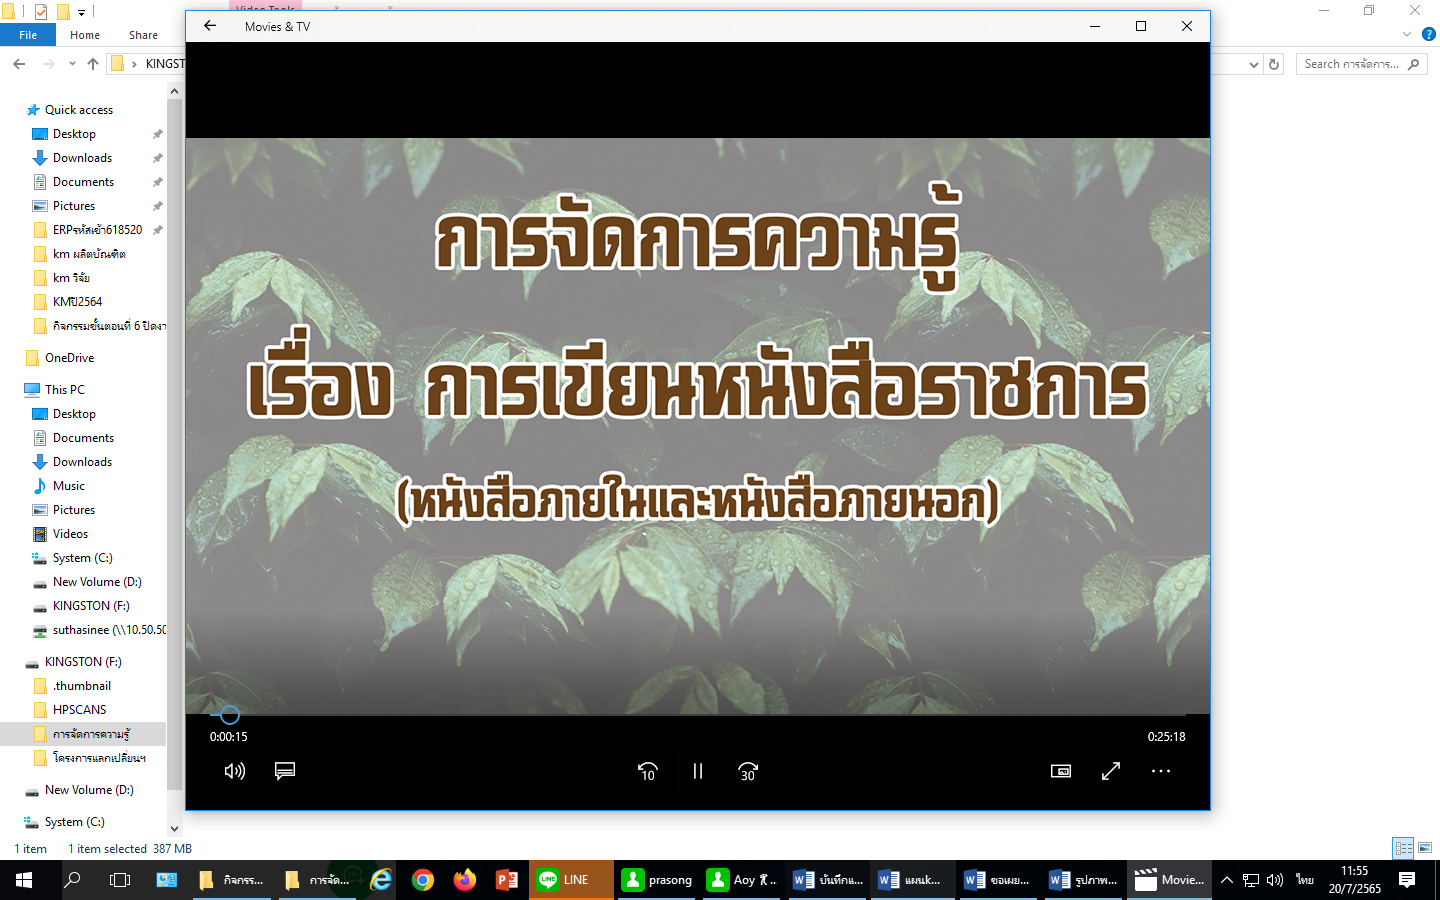 Video Tools
Movies & TV
File
Home
Share
KINGST
Search การจัดการ...
Quick access
Desktop
Downloads
Documents
Pictures
ERPรหัสเข้า618520
km ผลิตบัณฑิต
km วิจัย
KMปี2564
กิจกรรมขั้นตอนที่ 6 ปิดงา
OneDrive
This PC
Desktop
Documents
Downloads
Music
Pictures
Videos
System (C:)
New Volume (D:)
KINGSTON (F:)
suthasinee (\\10.50.50
KINGSTON (F:)
.thumbnail
HPSCANS
การจัดการความรู้
โครงการแลกเปลี่ยนฯ
New Volume (D:)
System (C:)
การจัดการความรู้
เรื่อง การเขียนหนังสือราชการ
(หนังสือภายในและหนังสือภายนอก)
0:00:15
0:25:18
10
30
1 item
1 item selected 387 MB
กิจกร...
การจัด...
LINE
prasong
Aoy
บันทึกแ...
แผนk...
ขอเผย...
รูปภาพ...
Movie...
ไทย
11:55
20/7/2565